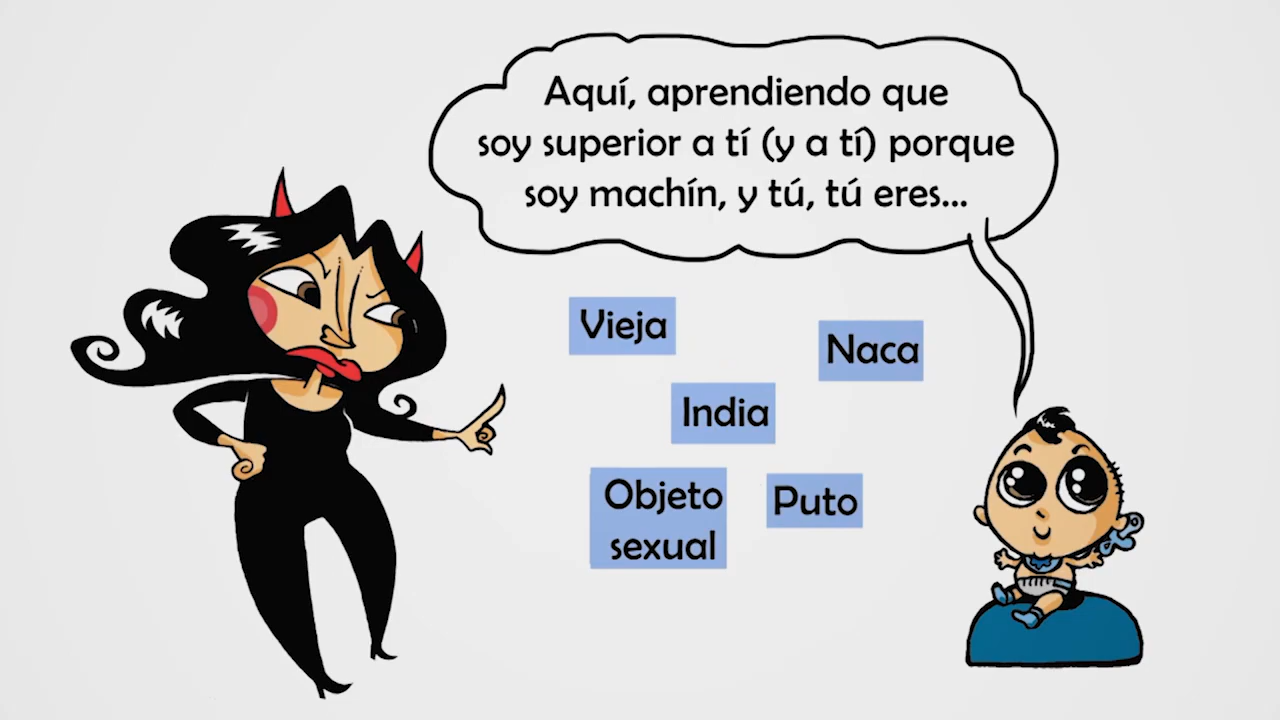 Aquí, aprendiendo que
soy superior a tí (y a tí) porque
soy machín, y tú, tú eres...
Vieja
Naca
India
Objeto
sexual
Puto